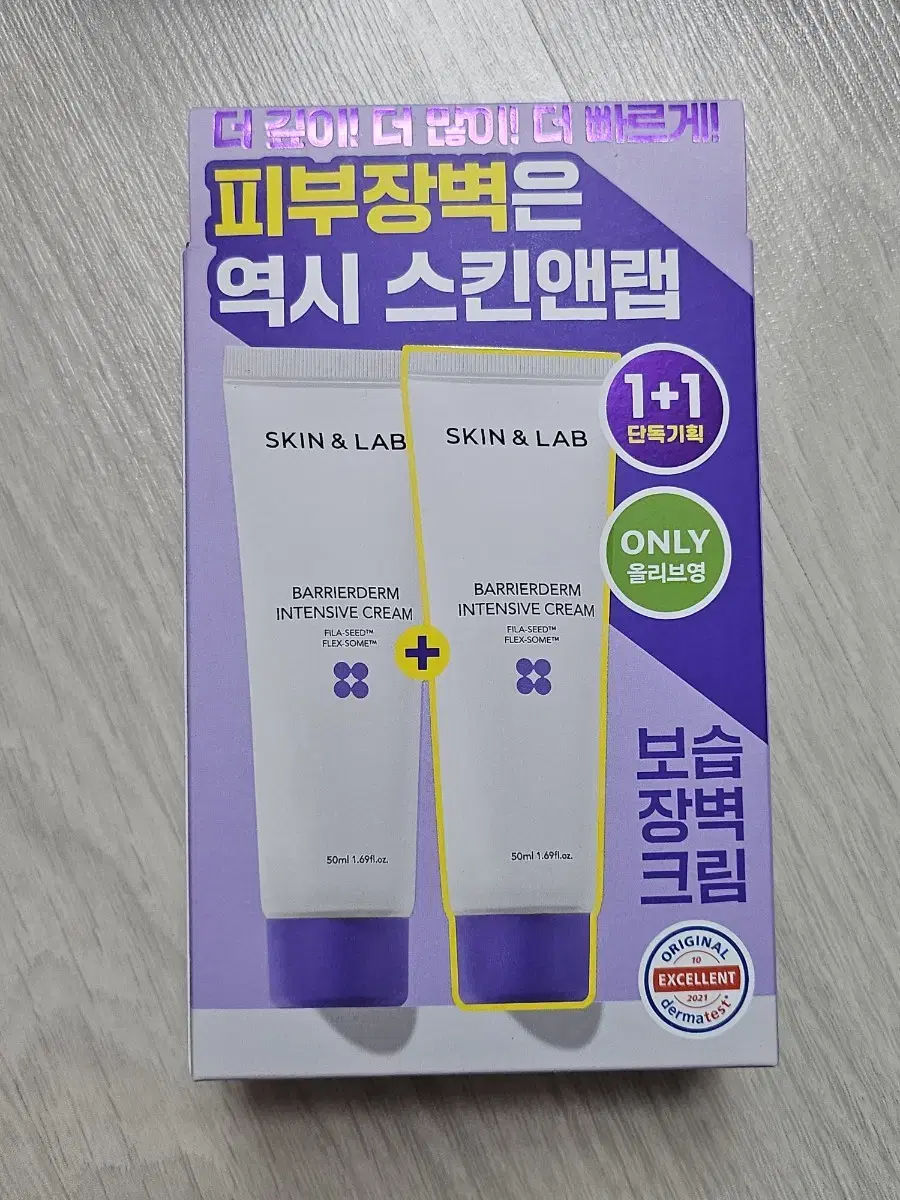 더 깊이! 더 많이! 더 빠르게!
피부장벽은
역시 스킨앤랩
SKIN & LAB
BARRIERDERM
INTENSIVE CREAM
FILA-SEED™
FLEX-SOME™
50ml 1.69fl.oz.
+
SKIN & LAB
BARRIERDERM
INTENSIVE CREAM
FILA-SEED™
FLEX-SOME™
50ml 1.69fl.oz.
1+1
단독기획
ONLY
올리브영
보습
장벽
크림
ORIGINAL
10
EXCELLENT
2021
dermatest®